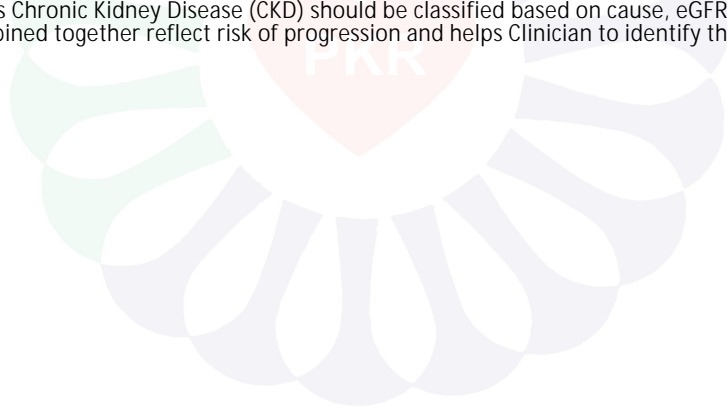 s Chronic Kidney Disease (CKD) should be classified based on cause, eGFR
bined together reflect risk of progression and helps Clinician to identify th
PKR